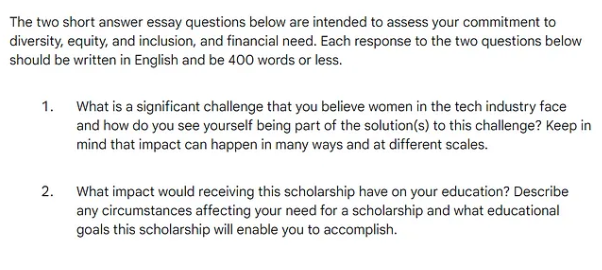 The two short answer essay questions below are intended to assess your commitment to
diversity, equity, and inclusion, and financial need. Each response to the two questions below
should be written in English and be 400 words or less.
1. What is a significant challenge that you believe women in the tech industry face
and how do you see yourself being part of the solution(s) to this challenge? Keep in
mind that impact can happen in many ways and at different scales.
2. What impact would receiving this scholarship have on your education? Describe
any circumstances affecting your need for a scholarship and what educational
goals this scholarship will enable you to accomplish.